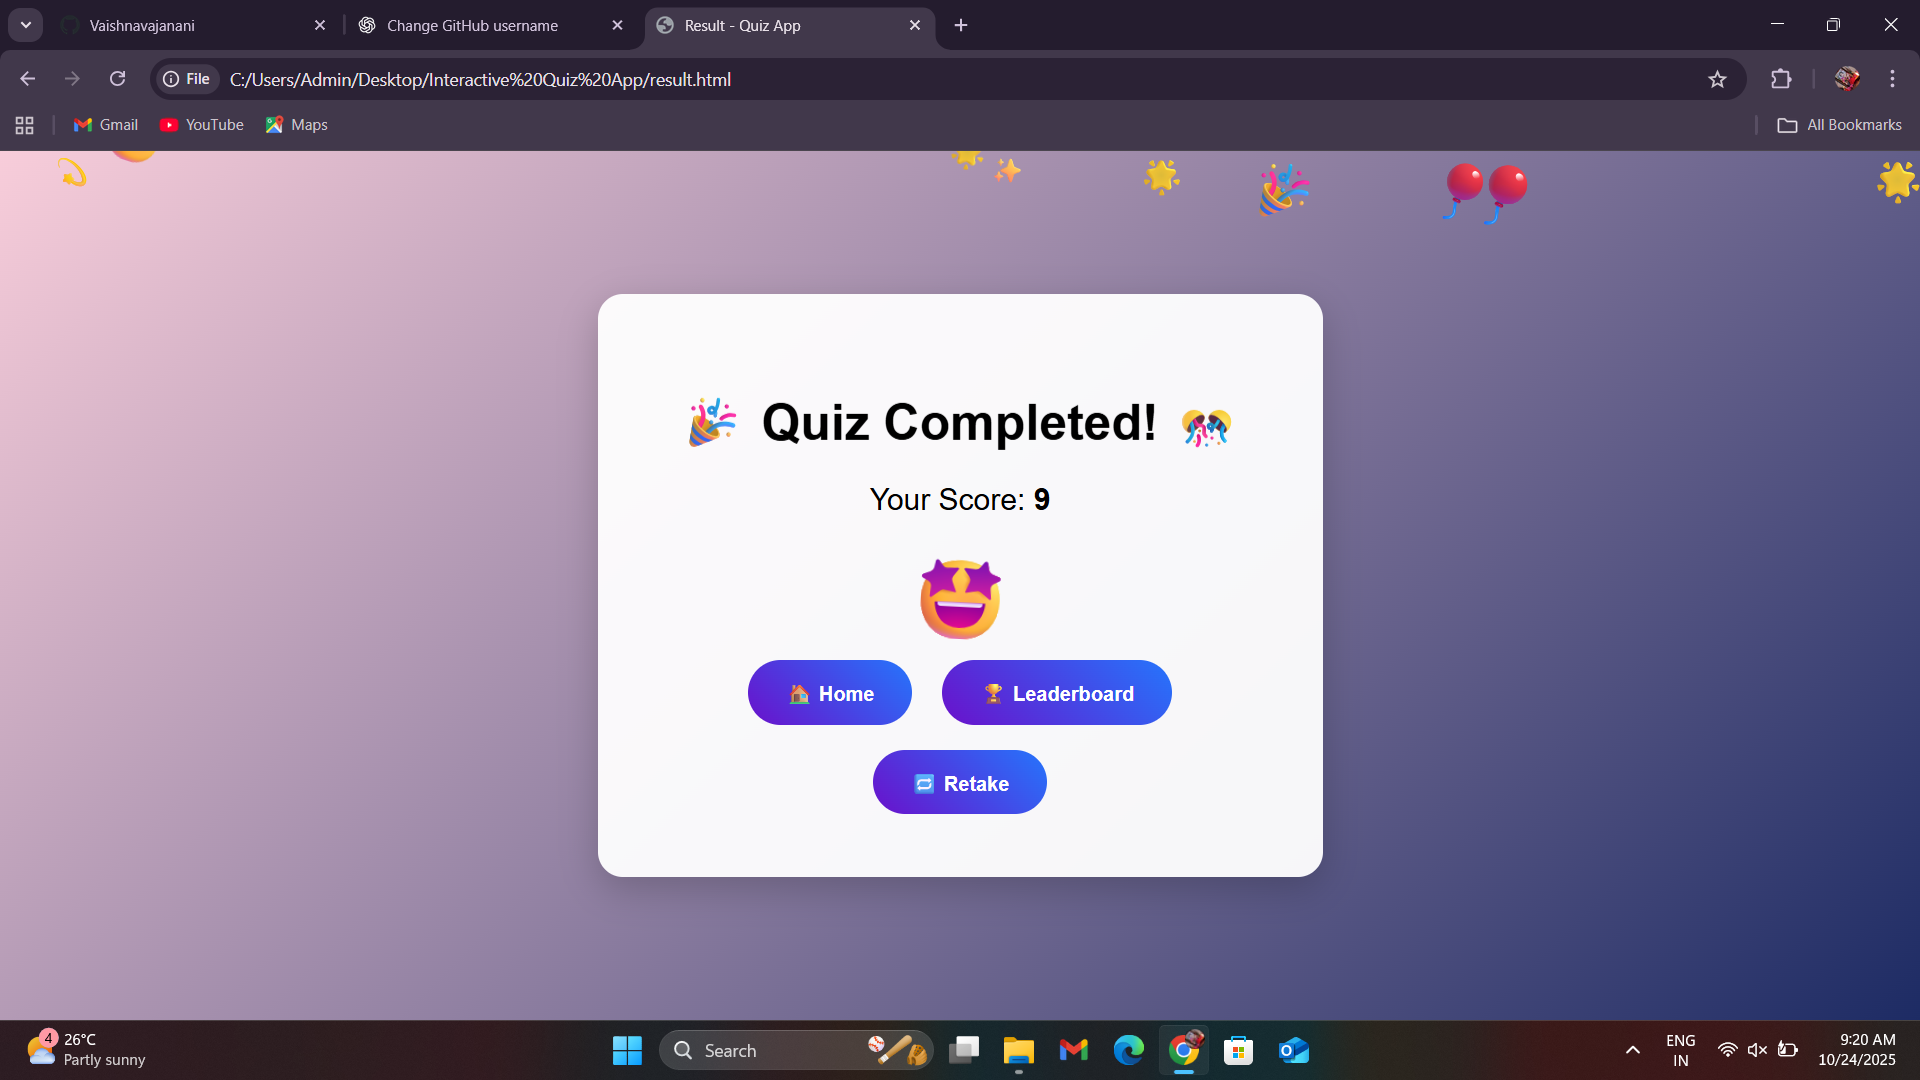 Vaishnavajanani
Change GitHub username
Result - Quiz App
File
C:/Users/Admin/Desktop/Interactive%20Quiz%20App/result.html
Gmail
YouTube
Maps
All Bookmarks
Quiz Completed!
Your Score: 9
Home
Leaderboard
Retake
4
26°C
Partly sunny
Search
ENG
IN
9:20 AM
10/24/2025